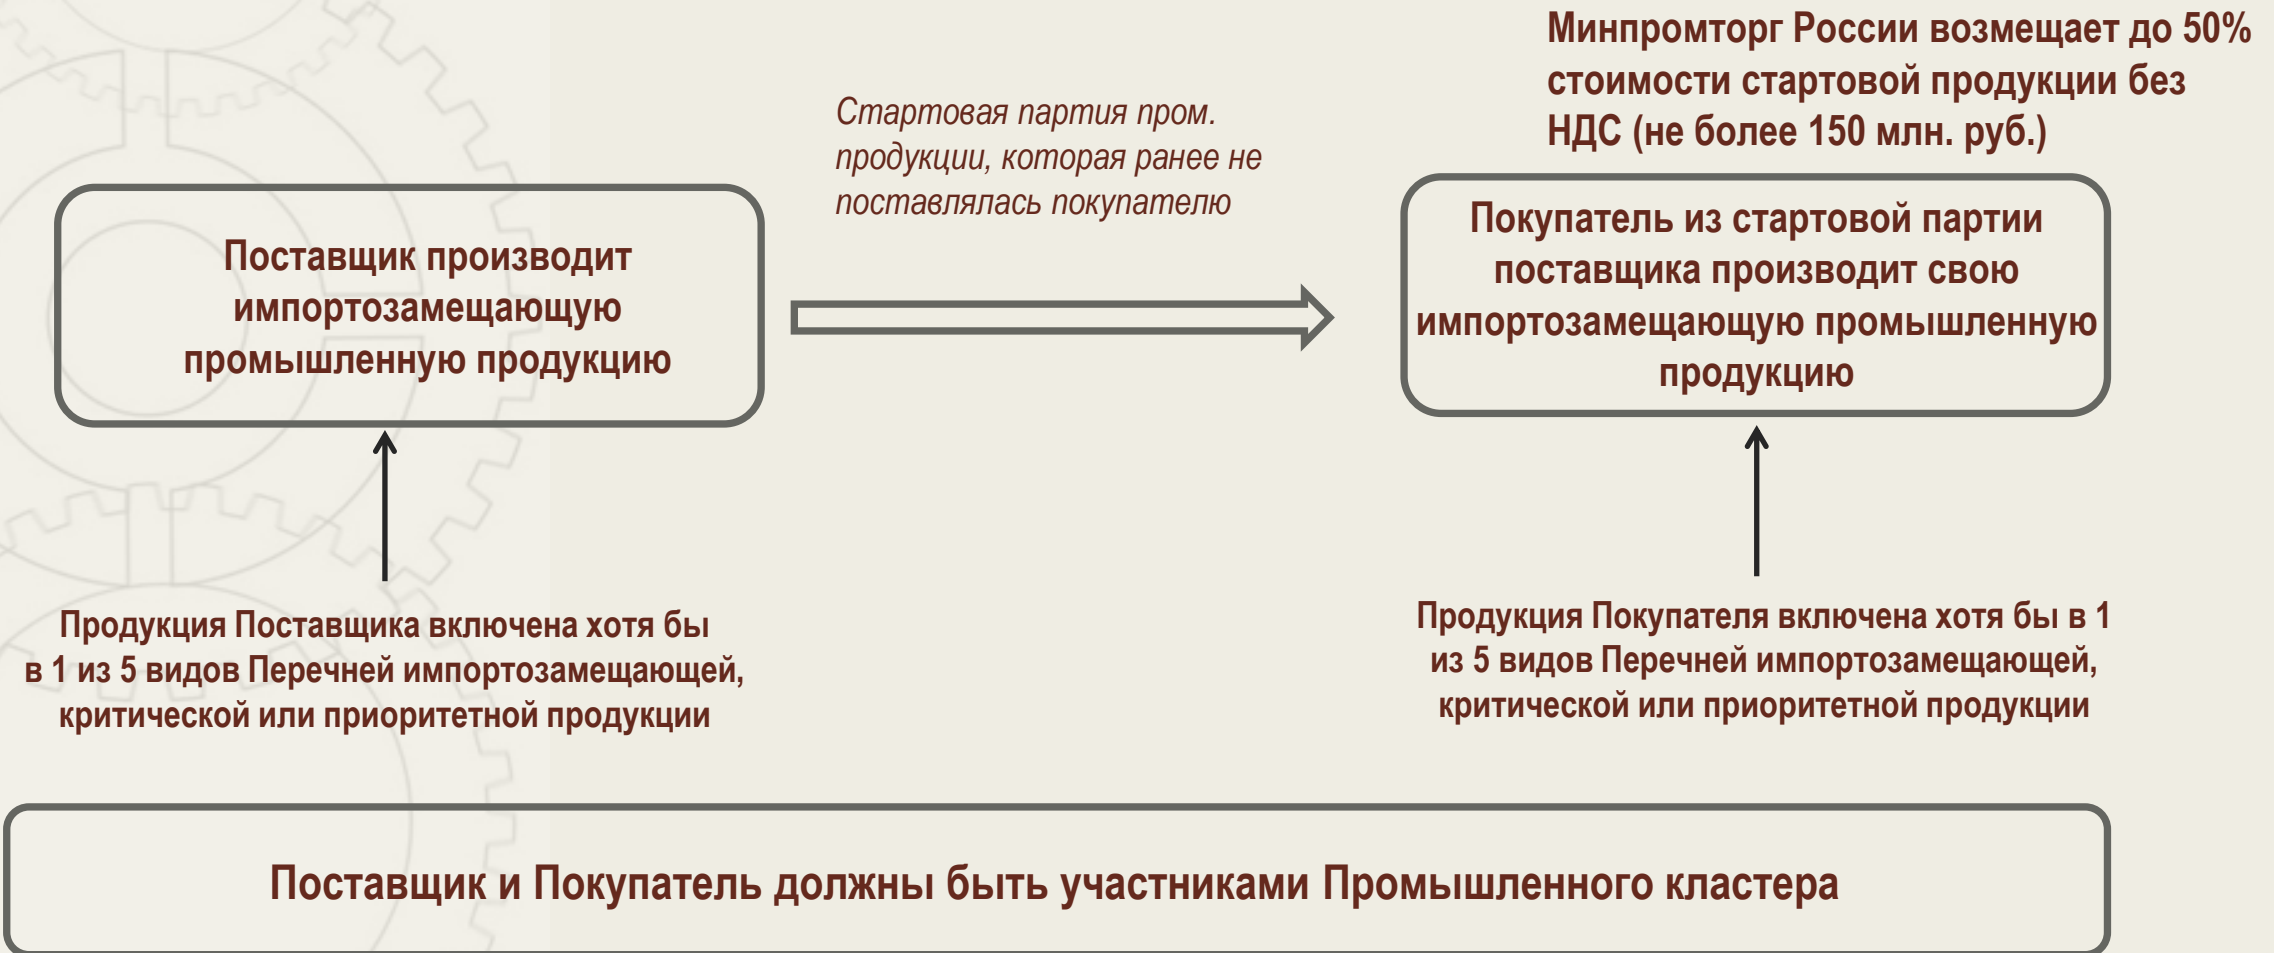 Минпромторг России возмещает до 50%
стоимости стартовой продукции без
НДС (не более 150 млн. руб.)
Стартовая партия пром.
продукции, которая ранее не
поставлялась покупателю
Поставщик производит
импортозамещающую
промышленную продукцию
Покупатель из стартовой партии
поставщика производит свою
импортозамещающую промышленную
продукцию
Продукция Поставщика включена хотя бы
в 1 из 5 видов Перечней импортозамещающей,
критической или приоритетной продукции
Продукция Покупателя включена хотя бы в 1
из 5 видов Перечней импортозамещающей,
критической или приоритетной продукции
Поставщик и Покупатель должны быть участниками Промышленного кластера